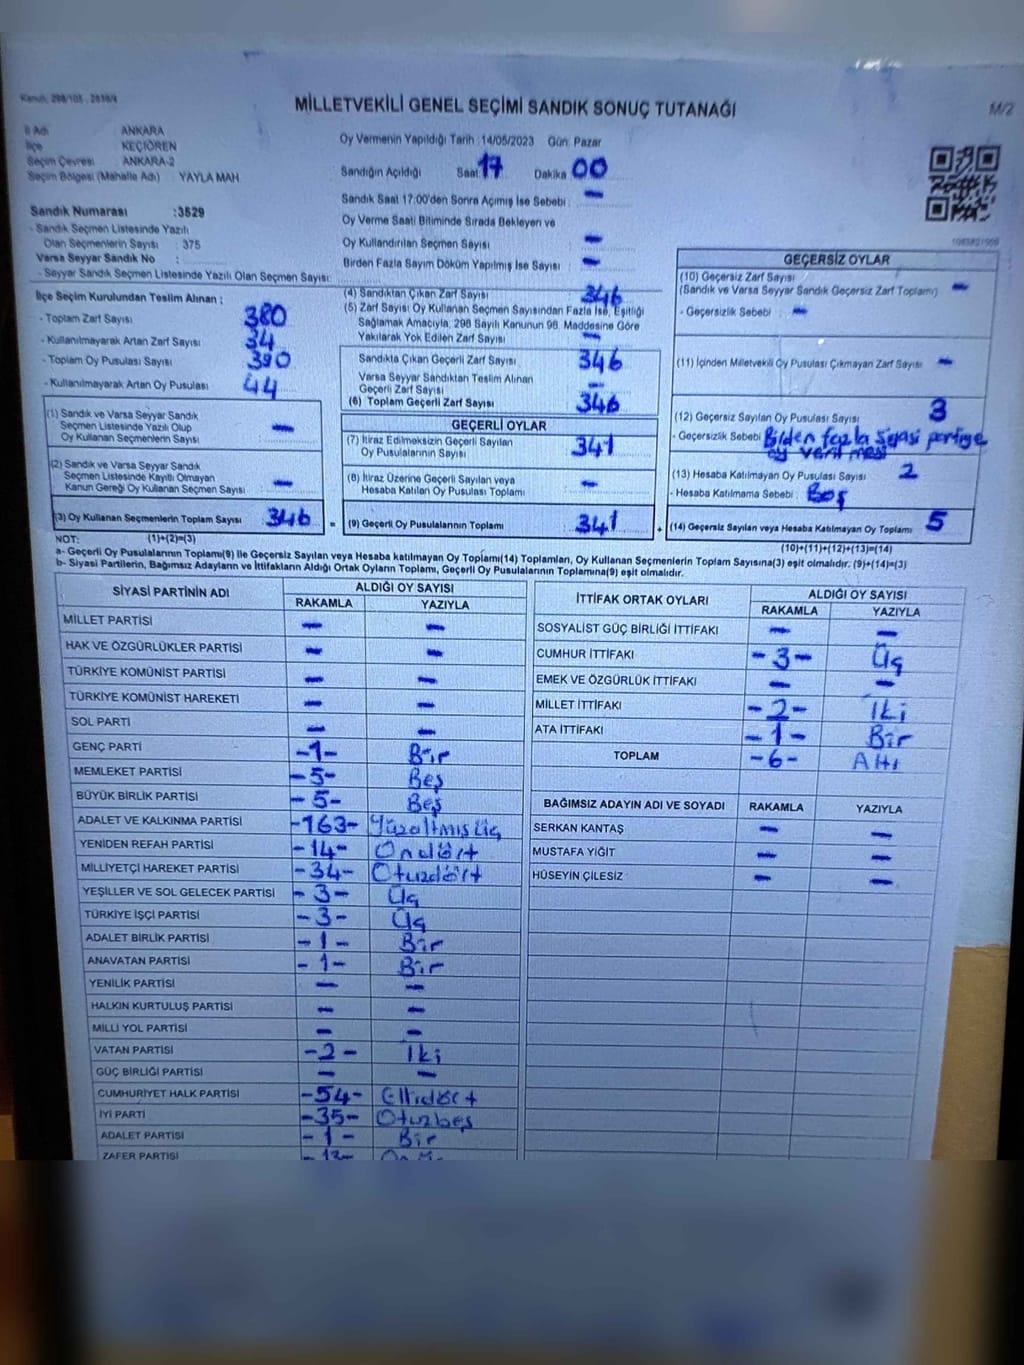 Kanun: 298/105 - 2839/4
MİLLETVEKİLİ GENEL SEÇİMİ SANDIK SONUÇ TUTANAĞI
M/2
İl Adı ANKARA
İlçe KEÇİÖREN
Seçim Çevresi ANKARA-2
Seçim Bölgesi (Mahalle Adı) YAYLA MAH
Sandık Numarası :3529
- Sandık Seçmen Listesinde Yazılı
Olan Seçmenlerin Sayısı : 375
Varsa Seyyar Sandık No :
- Seyyar Sandık Seçmen Listesinde Yazılı Olan Seçmen Sayısı:
Oy Vermenin Yapıldığı Tarih : 14/05/2023 Gün: Pazar
Sandığın Açıldığı Saat: 17 Dakika: 00
Sandık Saat 17:00'den Sonra Açımış İse Sebebi : -
Oy Verme Saati Bitiminde Sırada Bekleyen ve
Oy Kullandırılan Seçmen Sayısı -
Birden Fazla Sayım Döküm Yapılmış İse Sayısı : -
İlçe Seçim Kurulundan Teslim Alınan ;
- Toplam Zarf Sayısı 380
- Kullanılmayarak Artan Zarf Sayısı 34
- Toplam Oy Pusulası Sayısı 390
- Kullanılmayarak Artan Oy Pusulası 44
(1) Sandık ve Varsa Seyyar Sandık
Seçmen Listesinde Yazılı Olup
Oy Kullanan Seçmenlerin Sayısı : -
(2) Sandık ve Varsa Seyyar Sandık
Seçmen Listesinde Kayıtlı Olmayan
Kanun Gereği Oy Kullanan Seçmen Sayısı : -
(3) Oy Kullanan Seçmenlerin Toplam Sayısı : 346
(4) Sandıktan Çıkan Zarf Sayısı 346
(5) Zarf Sayısı Oy Kullanan Seçmen Sayısından Fazla İse, Eşitliği
Sağlamak Amacıyla, 298 Sayılı Kanunun 98. Maddesine Göre
Yakılarak Yok Edilen Zarf Sayısı : -
Sandıkta Çıkan Geçerli Zarf Sayısı : 346
Varsa Seyyar Sandıktan Teslim Alınan
Geçerli Zarf Sayısı -
(6) Toplam Geçerli Zarf Sayısı 346
GEÇERLİ OYLAR
(7) İtiraz Edilmeksizin Geçerli Sayılan
Oy Pusulalarının Sayısı : 341
(8) İtiraz Üzerine Geçerli Sayılan veya
Hesaba Katılan Oy Pusulası Toplamı : -
= (9) Geçerli Oy Pusulalarının Toplamı : 341 +
GEÇERSİZ OYLAR
(10) Geçersiz Zarf Sayısı
(Sandık ve Varsa Seyyar Sandık Geçersiz Zarf Toplamı) -
- Geçersizlik Sebebi : -
(11) İçinden Milletvekili Oy Pusulası Çıkmayan Zarf Sayısı -
(12) Geçersiz Sayılan Oy Pusulası Sayısı : 3
- Geçersizlik Sebebi Birden fazla siyasi partiye
oy verilmesi
(13) Hesaba Katılmayan Oy Pusulası Sayısı : 2
- Hesaba Katılmama Sebebi : Boş
(14) Geçersiz Sayılan veya Hesaba Katılmayan Oy Toplamı 5
NOT: (1)+(2)=(3)
(10)+(11)+(12)+(13)=(14)
a- Geçerli Oy Pusulalarının Toplamı(9) İle Geçersiz Sayılan veya Hesaba katılmayan Oy Toplamı(14) Toplamları, Oy Kullanan Seçmenlerin Toplam Sayısına(3) eşit olmalıdır. (9)+(14)=(3)
b- Siyasi Partilerin, Bağımsız Adayların ve İttifakların Aldığı Ortak Oyların Toplamı, Geçerli Oy Pusulalarının Toplamına(9) eşit olmalıdır.
SİYASİ PARTİNİN ADI ALDIĞI OY SAYISI
RAKAMLA YAZIYLA
MİLLET PARTİSİ - -
HAK VE ÖZGÜRLÜKLER PARTİSİ - -
TÜRKİYE KOMÜNİST PARTİSİ - -
TÜRKİYE KOMÜNİST HAREKETİ - -
SOL PARTİ - -
GENÇ PARTİ -1- Bir
MEMLEKET PARTİSİ -5- Beş
BÜYÜK BİRLİK PARTİSİ -5- Beş
ADALET VE KALKINMA PARTİSİ -163- Yüzaltmışüç
YENİDEN REFAH PARTİSİ -14- Ondört
MİLLİYETÇİ HAREKET PARTİSİ -34- Otuzdört
YEŞİLLER VE SOL GELECEK PARTİSİ -3- Üç
TÜRKİYE İŞÇİ PARTİSİ -3- Üç
ADALET BİRLİK PARTİSİ -1- Bir
ANAVATAN PARTİSİ -1- Bir
YENİLİK PARTİSİ - -
HALKIN KURTULUŞ PARTİSİ - -
MİLLİ YOL PARTİSİ - -
VATAN PARTİSİ -2- İki
GÜÇ BİRLİĞİ PARTİSİ - -
CUMHURİYET HALK PARTİSİ -54- Ellidört
İYİ PARTİ -35- Otuzbeş
ADALET PARTİSİ -1- Bir
ZAFER PARTİSİ
İTTİFAK ORTAK OYLARI ALDIĞI OY SAYISI
RAKAMLA YAZIYLA
SOSYALİST GÜÇ BİRLİĞİ İTTİFAKI - -
CUMHUR İTTİFAKI -3- Üç
EMEK VE ÖZGÜRLÜK İTTİFAKI - -
MİLLET İTTİFAKI -2- İki
ATA İTTİFAKI -1- Bir
TOPLAM -6- Altı
BAĞIMSIZ ADAYIN ADI VE SOYADI RAKAMLA YAZIYLA
SERKAN KANTAŞ - -
MUSTAFA YİĞİT - -
HÜSEYİN ÇİLESİZ - -